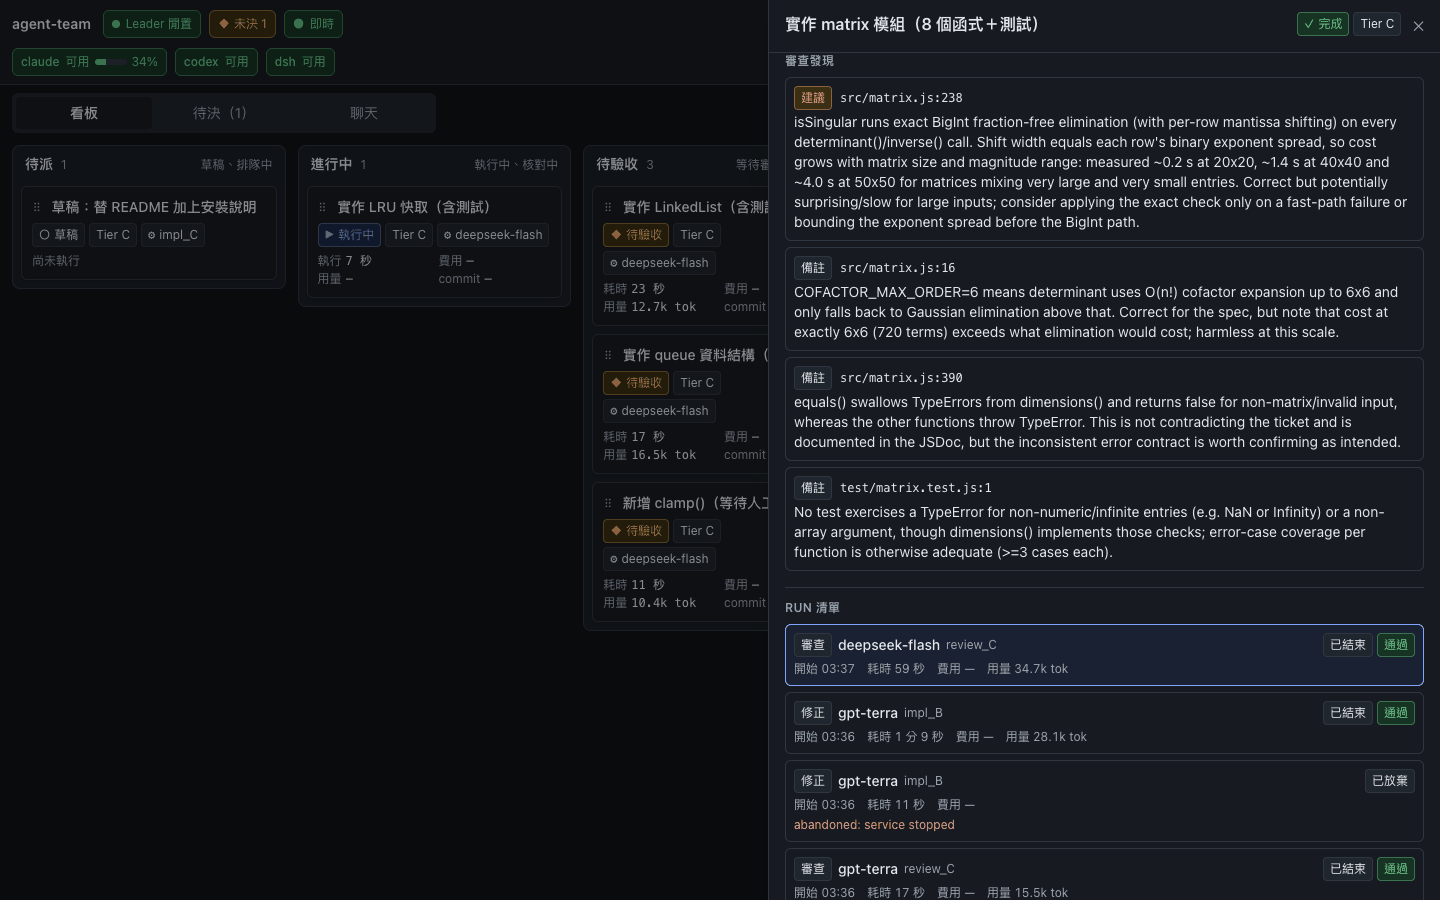 agent-team
Leader 閒置
未決 1
即時
claude 可用 34%
codex 可用
dsh 可用
看板
待決 (1)
聊天
待派 1
草稿、排隊中
草稿：替 README 加上安裝說明
草稿
Tier C
impl_C
尚未執行
進行中 1
執行中、核對中
實作 LRU 快取（含測試）
執行中
Tier C
deepseek-flash
執行 7 秒
費用 —
用量 —
commit —
待驗收 3
等待審
實作 LinkedList（含測
待驗收
Tier C
deepseek-flash
耗時 23 秒
費用 —
用量 12.7k tok
commit
實作 queue 資料結構（
待驗收
Tier C
deepseek-flash
耗時 17 秒
費用 —
用量 16.5k tok
commit
新增 clamp()（等待人工
待驗收
Tier C
deepseek-flash
耗時 11 秒
費用 —
用量 10.4k tok
commit
實作 matrix 模組（8 個函式＋測試）
✓ 完成
Tier C
×
審查發現
建議 src/matrix.js:238
isSingular runs exact BigInt fraction-free elimination (with per-row mantissa shifting) on every
determinant()/inverse() call. Shift width equals each row's binary exponent spread, so cost
grows with matrix size and magnitude range: measured ~0.2 s at 20x20, ~1.4 s at 40x40 and
~4.0 s at 50x50 for matrices mixing very large and very small entries. Correct but potentially
surprising/slow for large inputs; consider applying the exact check only on a fast-path failure or
bounding the exponent spread before the BigInt path.
備註 src/matrix.js:16
COFACTOR_MAX_ORDER=6 means determinant uses O(n!) cofactor expansion up to 6x6 and
only falls back to Gaussian elimination above that. Correct for the spec, but note that cost at
exactly 6x6 (720 terms) exceeds what elimination would cost; harmless at this scale.
備註 src/matrix.js:390
equals() swallows TypeErrors from dimensions() and returns false for non-matrix/invalid input,
whereas the other functions throw TypeError. This is not contradicting the ticket and is
documented in the JSDoc, but the inconsistent error contract is worth confirming as intended.
備註 test/matrix.test.js:1
No test exercises a TypeError for non-numeric/infinite entries (e.g. NaN or Infinity) or a non-
array argument, though dimensions() implements those checks; error-case coverage per
function is otherwise adequate (>=3 cases each).
RUN 清單
審查 deepseek-flash review_C 已結束 通過
開始 03:37 耗時 59 秒 費用 — 用量 34.7k tok
修正 gpt-terra impl_B 已結束 通過
開始 03:36 耗時 1 分 9 秒 費用 — 用量 28.1k tok
修正 gpt-terra impl_B 已放棄
開始 03:36 耗時 11 秒 費用 —
abandoned: service stopped
審查 gpt-terra review_C 已結束 通過
開始 03:36 耗時 17 秒 費用 — 用量 15.5k tok